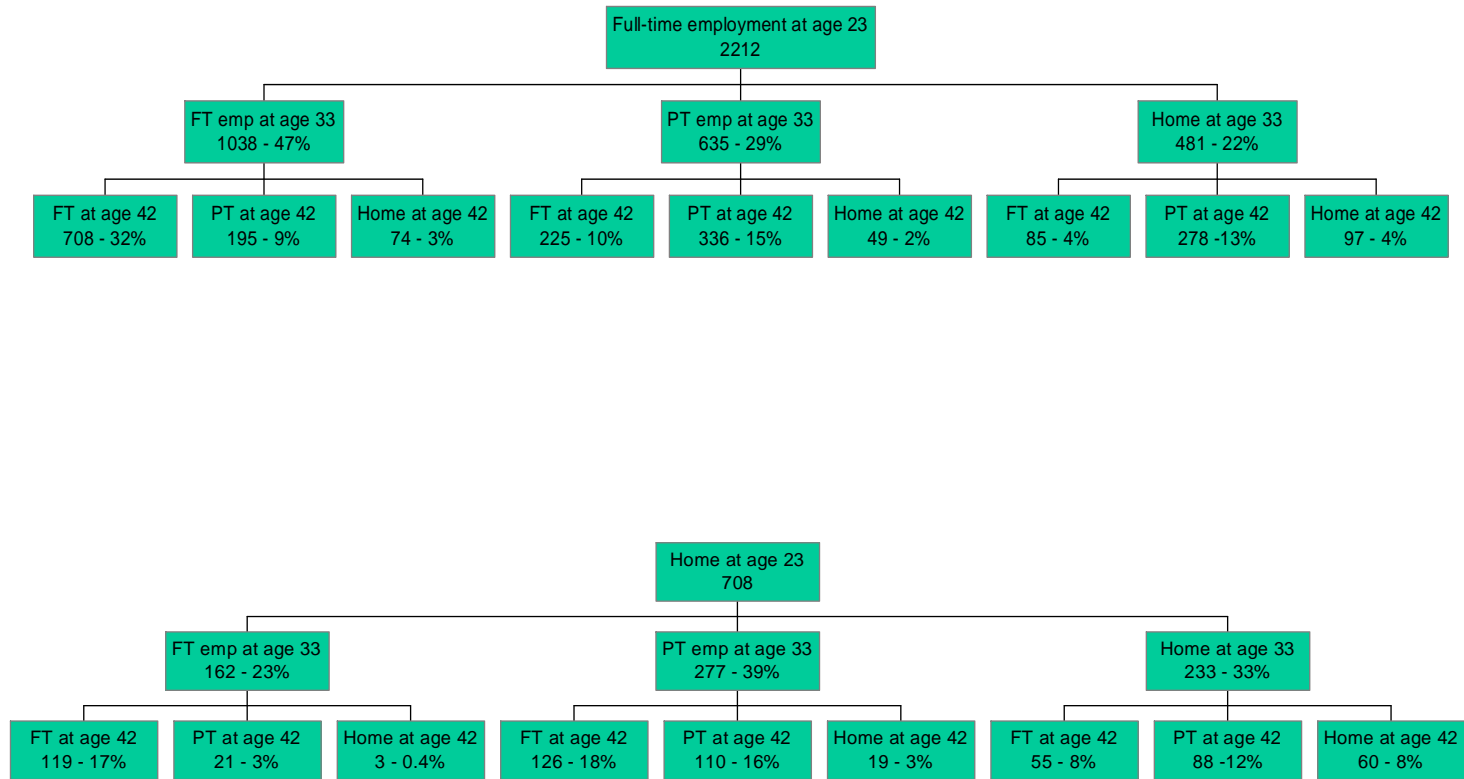 Full-time employment at age 23
2212
FT emp at age 33
1038 - 47%
PT emp at age 33
635 - 29%
Home at age 33
481 - 22%
FT at age 42
708 - 32%
PT at age 42
195 - 9%
Home at age 42
74 - 3%
FT at age 42
225 - 10%
PT at age 42
336 - 15%
Home at age 42
49 - 2%
FT at age 42
85 - 4%
PT at age 42
278 -13%
Home at age 42
97 - 4%
Home at age 23
708
FT emp at age 33
162 - 23%
PT emp at age 33
277 - 39%
Home at age 33
233 - 33%
FT at age 42
119 - 17%
PT at age 42
21 - 3%
Home at age 42
3 - 0.4%
FT at age 42
126 - 18%
PT at age 42
110 - 16%
Home at age 42
19 - 3%
FT at age 42
55 - 8%
PT at age 42
88 -12%
Home at age 42
60 - 8%